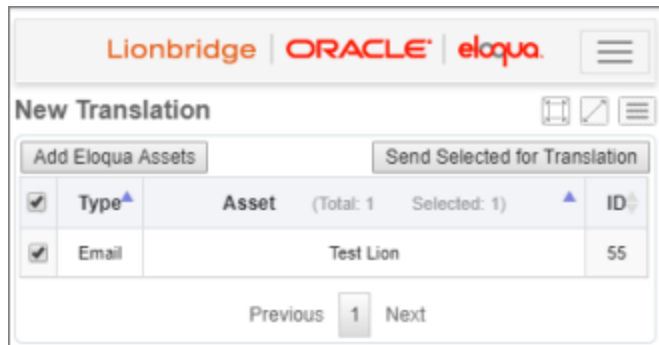 Lionbridge | ORACLE | eloqua.
New Translation
Add Eloqua Assets Send Selected for Translation
Type Asset (Total: 1 Selected: 1) ID
Email Test Lion 55
Previous 1 Next